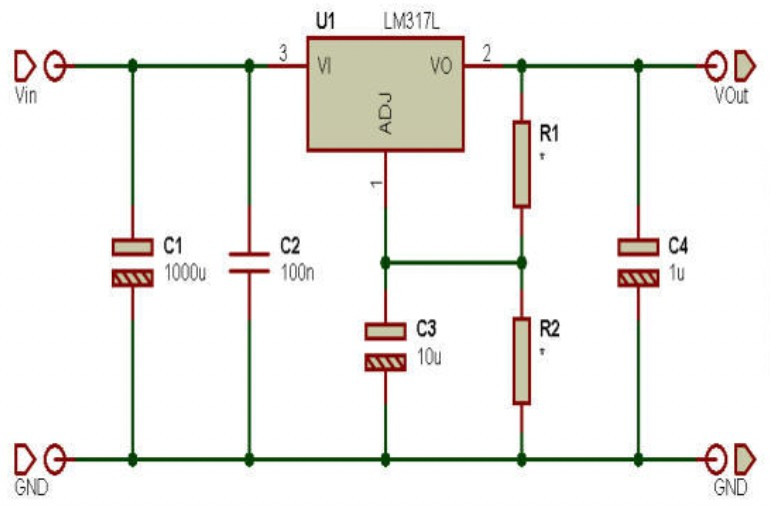 U1 LM317L
3
VI
VO
2
ADJ
1
Vin
VOut
R1
*
C1
1000u
C2
100n
C4
1u
C3
10u
R2
*
GND
GND